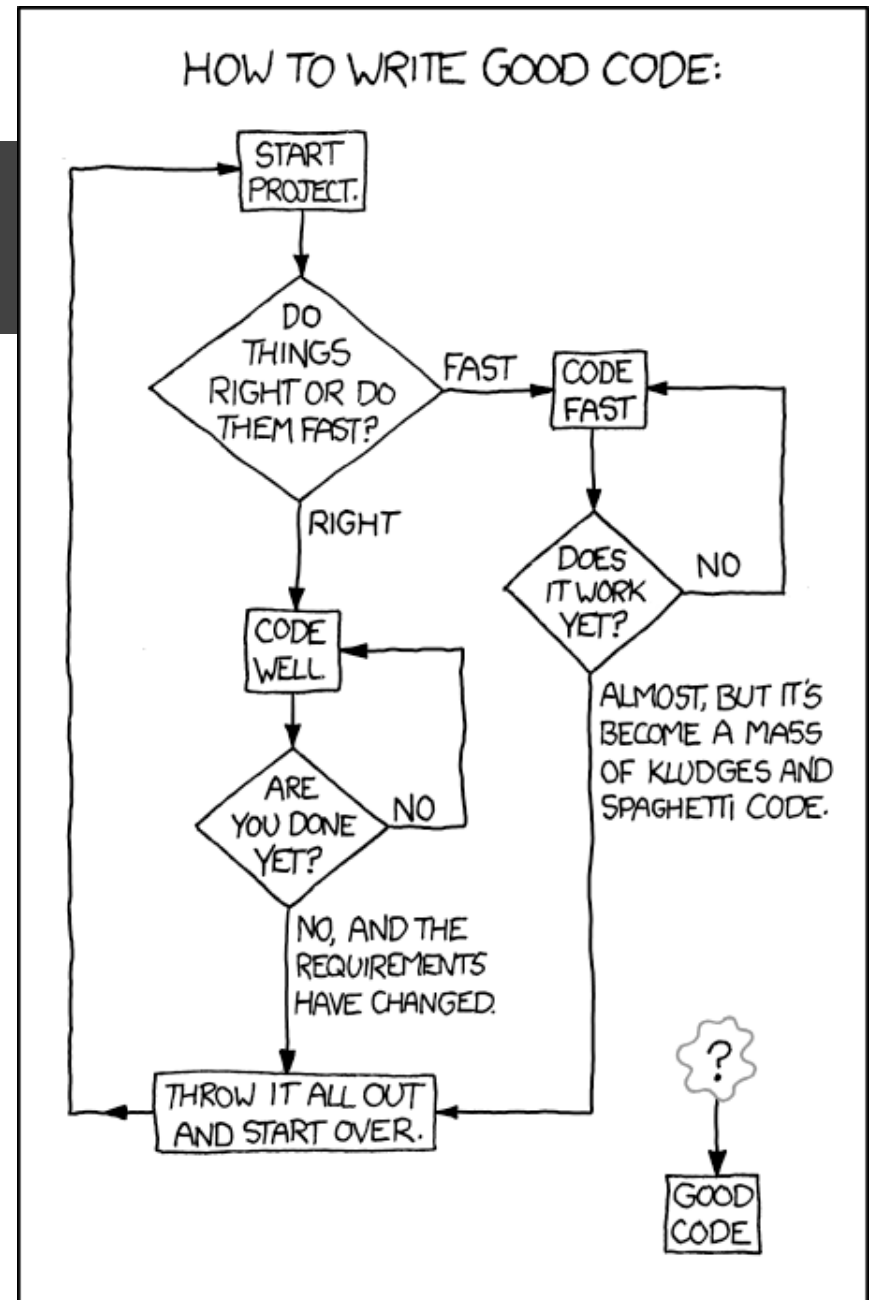 HOW TO WRITE GOOD CODE:
START
PROJECT.
DO
THINGS
RIGHT OR DO
THEM FAST?
FAST
CODE
FAST
RIGHT
DOES
IT WORK
YET?
NO
CODE
WELL
ALMOST, BUT IT'S
BECOME A MASS
OF KLUDGES AND
SPAGHETTI CODE.
ARE
YOU DONE
YET?
NO
NO, AND THE
REQUIREMENTS
HAVE CHANGED.
THROW IT ALL OUT
AND START OVER.
?
GOOD
CODE